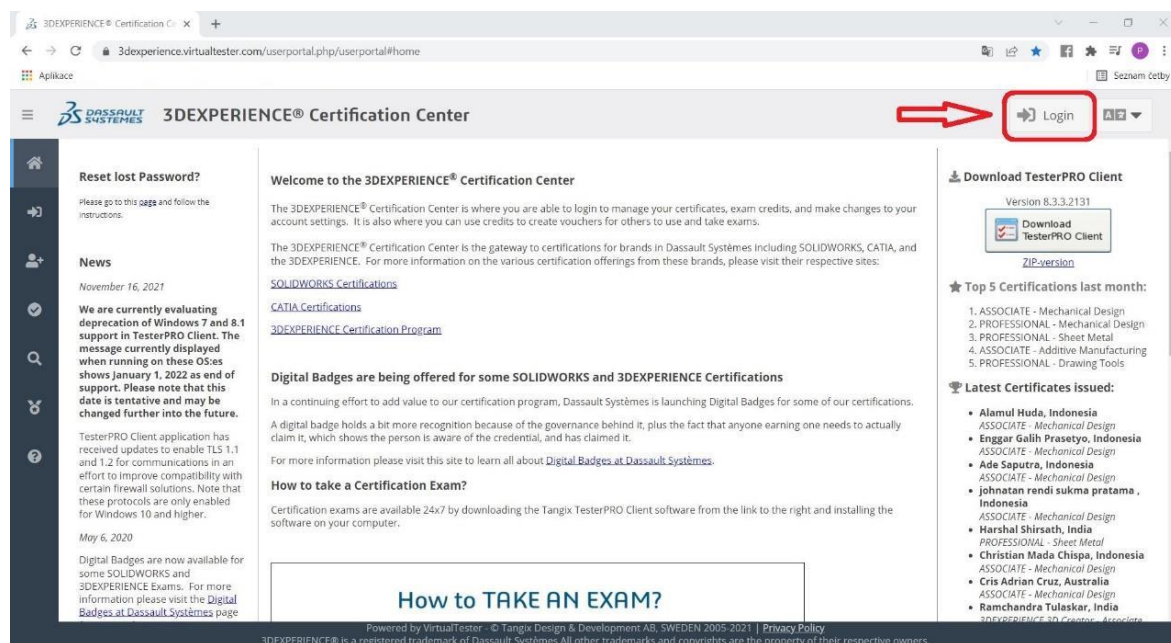 3DEXPERIENCE® Certification Ce
3dexperience.virtualtester.com/userportal.php/userportal#home
P
Aplikace
Seznam četby
DASSAULT
SYSTEMES
3DEXPERIENCE® Certification Center
Login
Reset lost Password?
Please go to this page and follow the
instructions.
News
November 16, 2021
We are currently evaluating
deprecation of Windows 7 and 8.1
support in TesterPRO Client. The
message currently displayed
when running on these OS:es
shows January 1, 2022 as end of
support. Please note that this
date is tentative and may be
changed further into the future.
TesterPRO Client application has
received updates to enable TLS 1.1
and 1.2 for communications in an
effort to improve compatibility with
certain firewall solutions. Note that
these protocols are only enabled
for Windows 10 and higher.
May 6, 2020
Digital Badges are now available for
some SOLIDWORKS and
3DEXPERIENCE Exams. For more
information please visit the Digital
Badges at Dassault Systèmes page
Welcome to the 3DEXPERIENCE® Certification Center
The 3DEXPERIENCE® Certification Center is where you are able to login to manage your certificates, exam credits, and make changes to your
account settings. It is also where you can use credits to create vouchers for others to use and take exams.
The 3DEXPERIENCE® Certification Center is the gateway to certifications for brands in Dassault Systèmes including SOLIDWORKS, CATIA, and
the 3DEXPERIENCE. For more information on the various certification offerings from these brands, please visit their respective sites:
SOLIDWORKS Certifications
CATIA Certifications
3DEXPERIENCE Certification Program
Digital Badges are being offered for some SOLIDWORKS and 3DEXPERIENCE Certifications
In a continuing effort to add value to our certification program, Dassault Systèmes is launching Digital Badges for some of our certifications.
A digital badge holds a bit more recognition because of the governance behind it, plus the fact that anyone earning one needs to actually
claim it, which shows the person is aware of the credential, and has claimed it.
For more information please visit this site to learn all about Digital Badges at Dassault Systèmes.
How to take a Certification Exam?
Certification exams are available 24x7 by downloading the Tangix TesterPRO Client software from the link to the right and installing the
software on your computer.
How to TAKE AN EXAM?
Download TesterPRO Client
Version 8.3.3.2131
Download
TesterPRO Client
ZIP-version
Top 5 Certifications last month:
1. ASSOCIATE - Mechanical Design
2. PROFESSIONAL - Mechanical Design
3. PROFESSIONAL - Sheet Metal
4. ASSOCIATE - Additive Manufacturing
5. PROFESSIONAL - Drawing Tools
Latest Certificates issued:
Alamul Huda, Indonesia
ASSOCIATE - Mechanical Design
Enggar Galih Prasetyo, Indonesia
ASSOCIATE - Mechanical Design
Ade Saputra, Indonesia
ASSOCIATE - Mechanical Design
johnatan rendi sukma pratama ,
Indonesia
ASSOCIATE - Mechanical Design
Harshal Shirsath, India
PROFESSIONAL - Sheet Metal
Christian Mada Chispa, Indonesia
ASSOCIATE - Mechanical Design
Cris Adrian Cruz, Australia
ASSOCIATE - Mechanical Design
Ramchandra Tulaskar, India
3DEXPERIENCE 3D Creator - Associate
Powered by VirtualTester - © Tangix Design & Development AB, SWEDEN 2005-2021 | Privacy Policy
3DEXPERIENCE® is a registered trademark of Dassault Systèmes All other trademarks and copyrights are the property of their respective owners